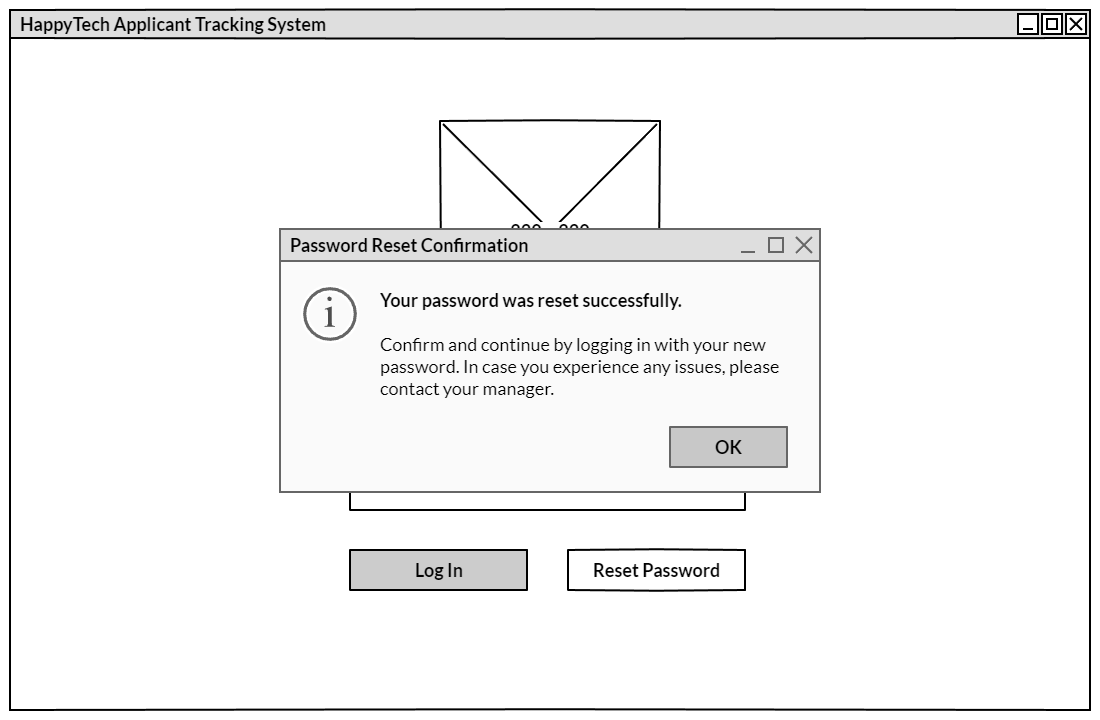 HappyTech Applicant Tracking System
Password Reset Confirmation
Your password was reset successfully.
Confirm and continue by logging in with your new
password. In case you experience any issues, please
contact your manager.
OK
Log In
Reset Password